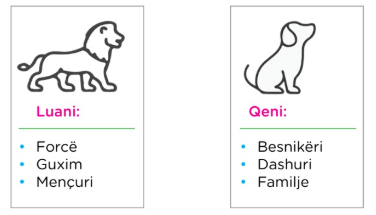 Luani:
• Forcë
• Guxim
• Mençuri
Qeni:
• Besnikëri
• Dashuri
• Familje